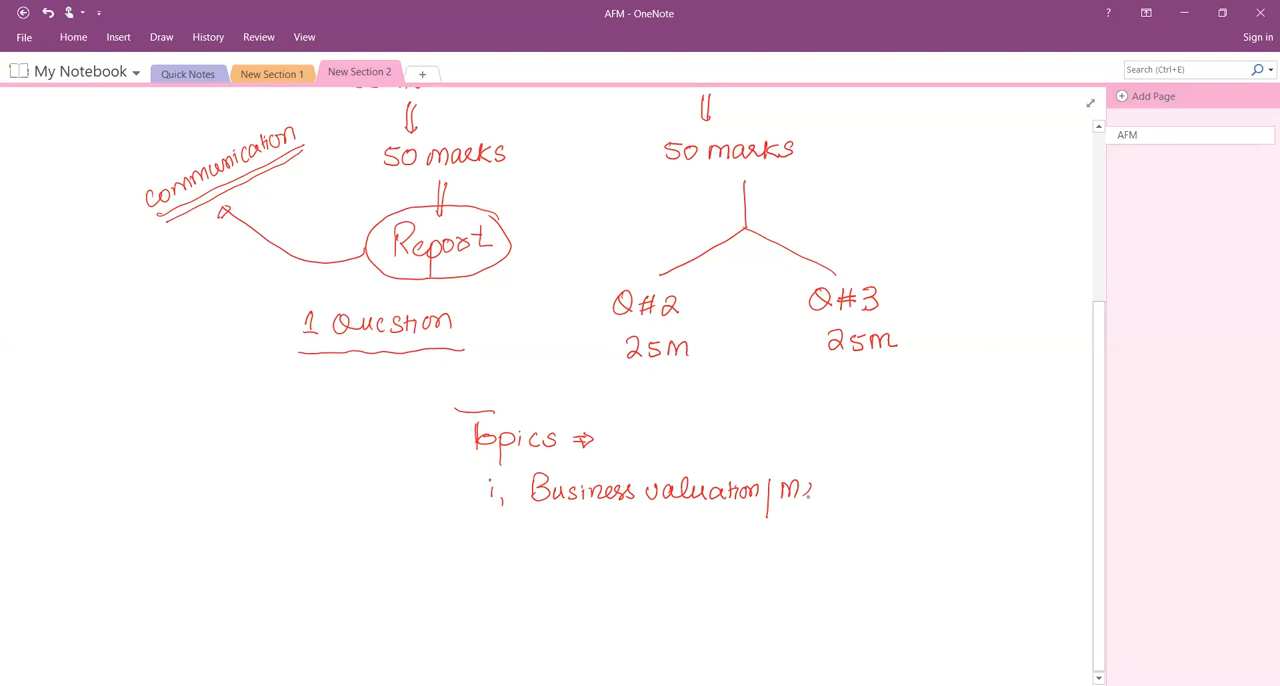 AFM - OneNote
File Home Insert Draw History Review View
Sign in
My Notebook
Quick Notes
New Section 1
New Section 2
Search (Ctrl+E)
Add Page
AFM
communication
50 marks
50 marks
Report
1 Question
Q#2
25M
Q#3
25M
Topics ⇒
i, Business valuation/M